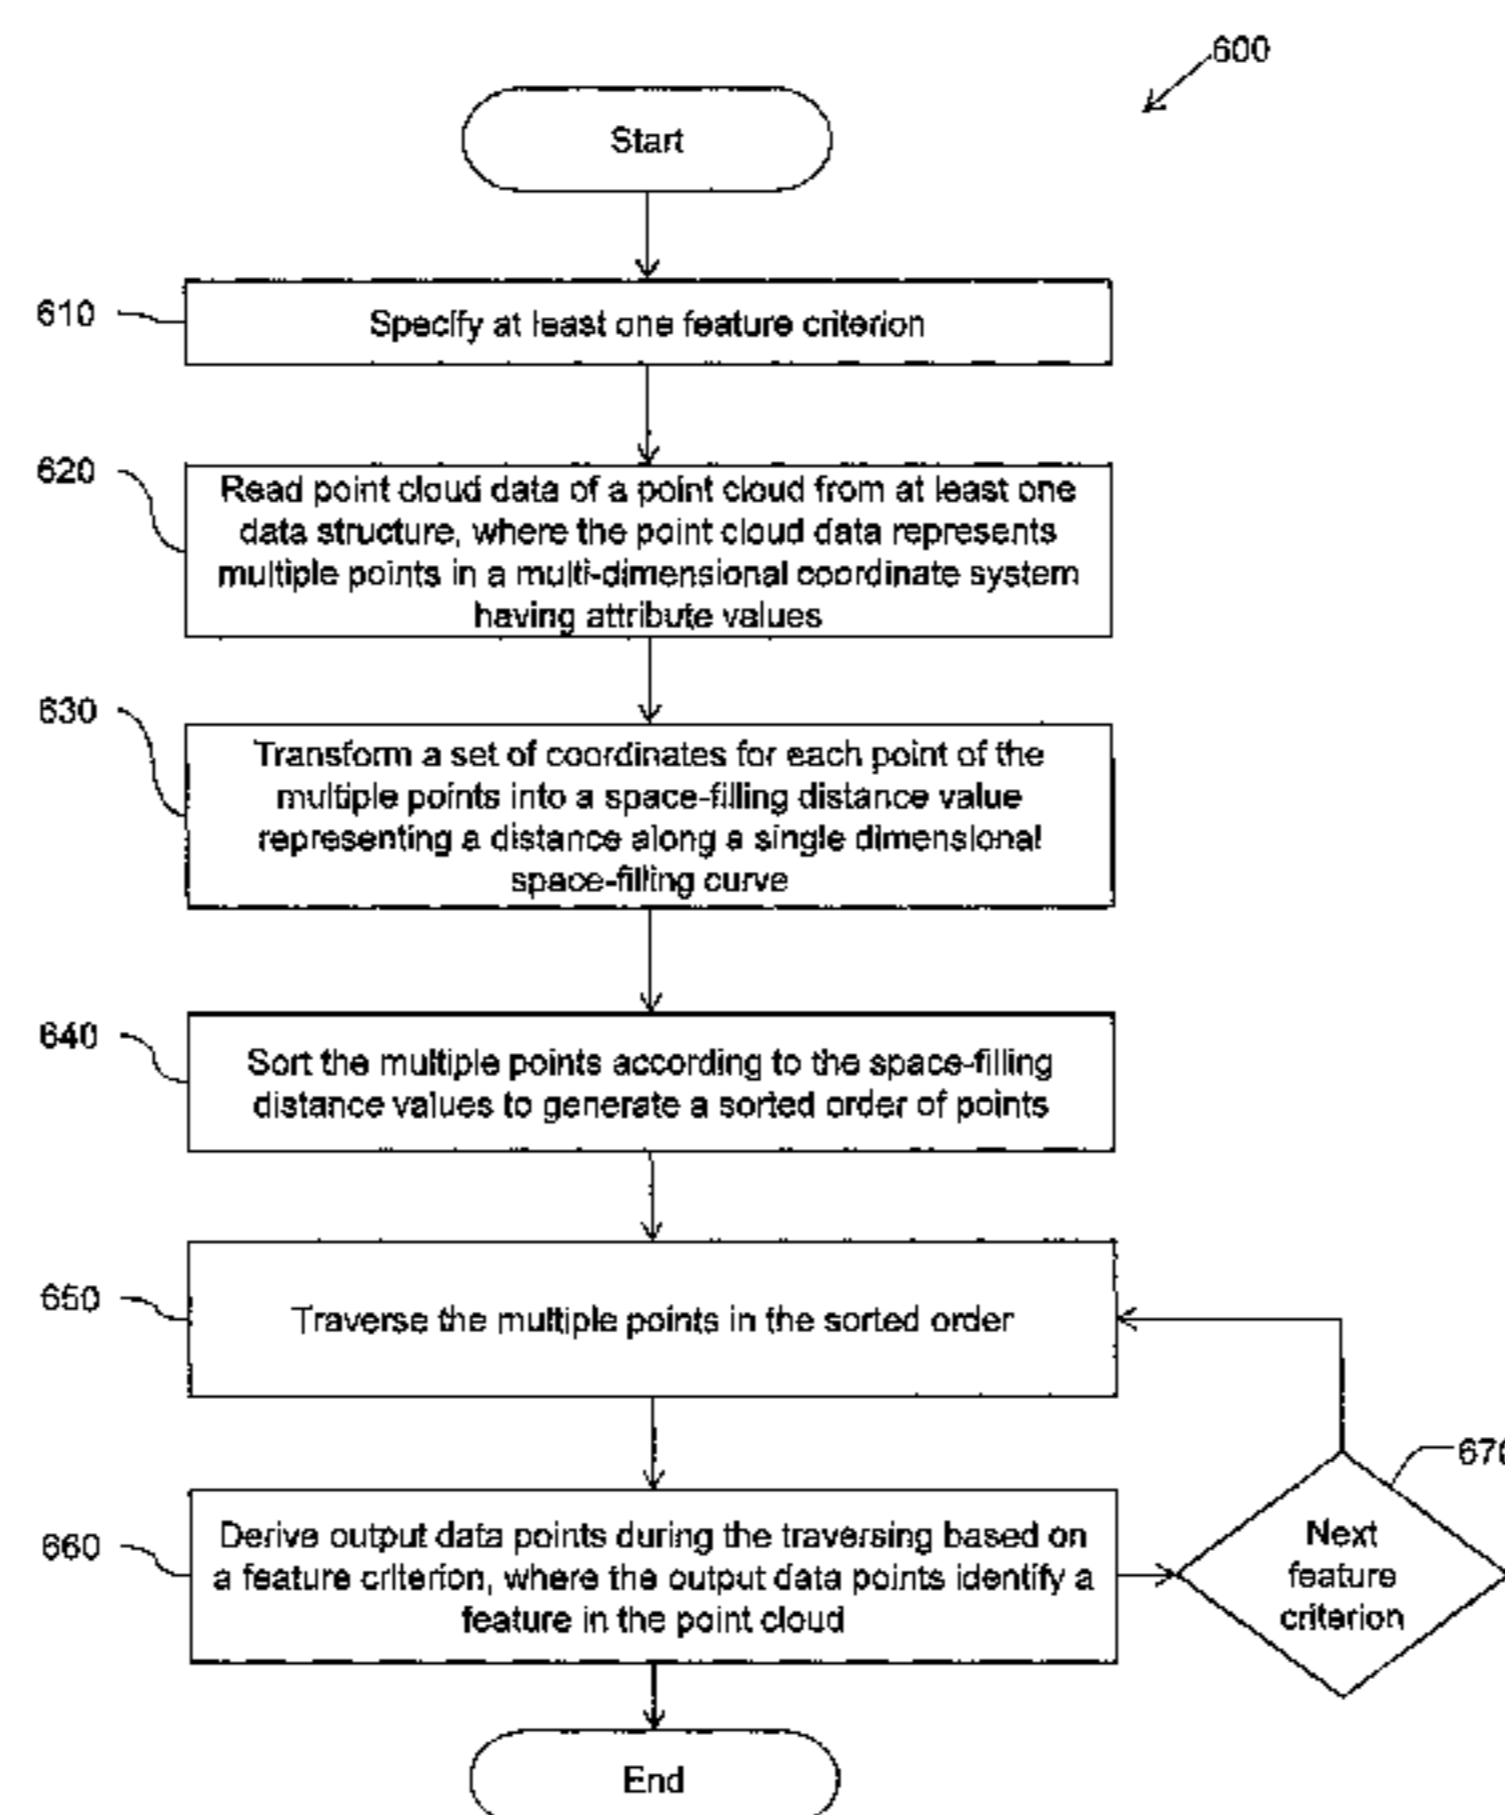 600
Start
610
Specify at least one feature criterion
620
Read point cloud data of a point cloud from at least one
data structure, where the point cloud data represents
multiple points in a multi-dimensional coordinate system
having attribute values
630
Transform a set of coordinates for each point of the
multiple points into a space-filling distance value
representing a distance along a single dimensional
space-filling curve
640
Sort the multiple points according to the space-filling
distance values to generate a sorted order of points
650
Traverse the multiple points in the sorted order
660
Derive output data points during the traversing based on
a feature criterion, where the output data points identify a
feature in the point cloud
Next
feature
criterion
End